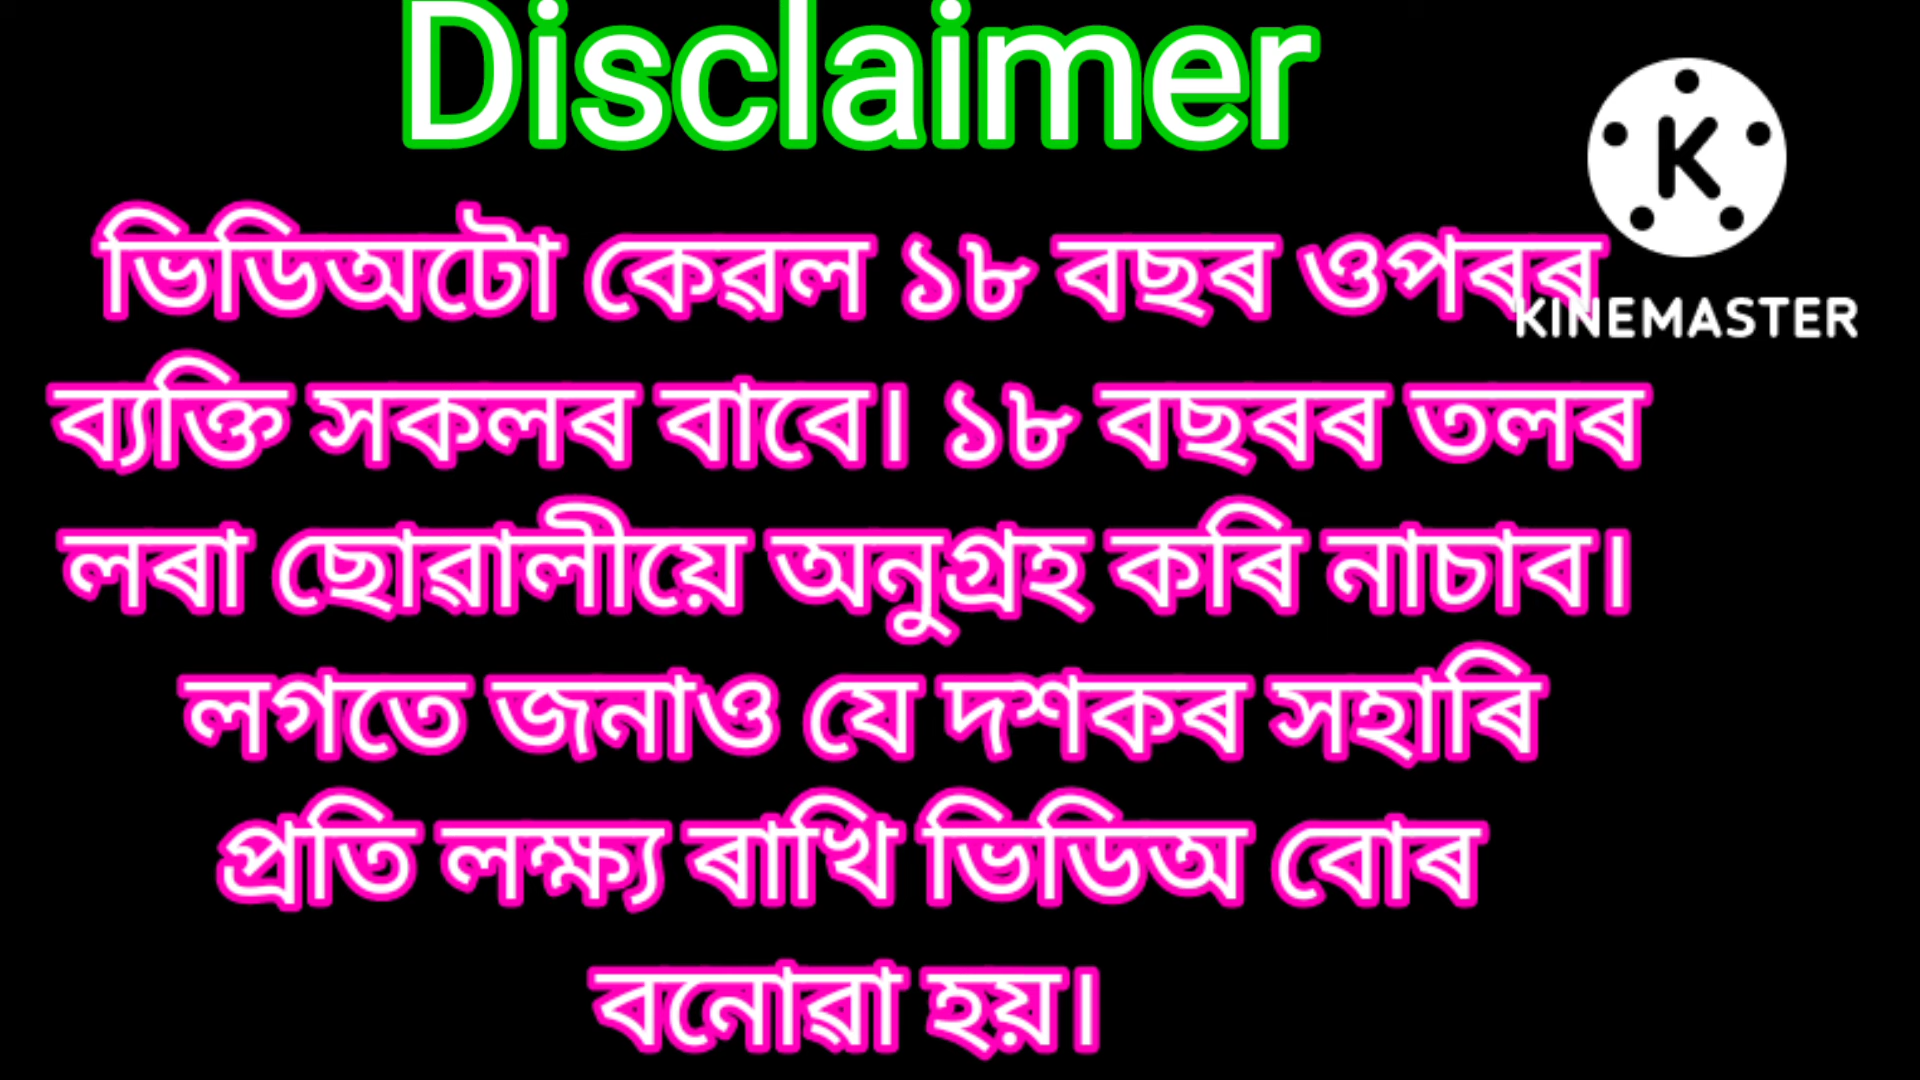 Disclaimer
ভিডিঅটো কেৱল ১৮ বছৰ ওপৰৰ
KINEMASTER
ব্যক্তি সকলৰ বাবে। ১৮ বছৰৰ তলৰ
লৰা ছোৱালীয়ে অনুগ্ৰহ কৰি নাচাব।
লগতে জনাও যে দশকৰ সহাৰি
প্ৰতি লক্ষ্য ৰাখি ভিডিঅ বোৰ
বনোৱা হয়।